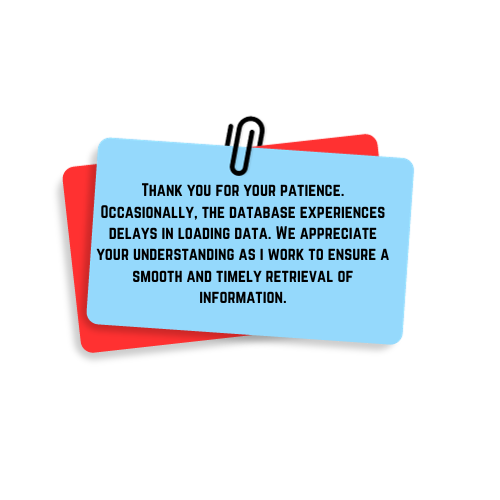 Thank you for your patience.
Occasionally, the database experiences
delays in loading data. We appreciate
your understanding as i work to ensure a
smooth and timely retrieval of
information.